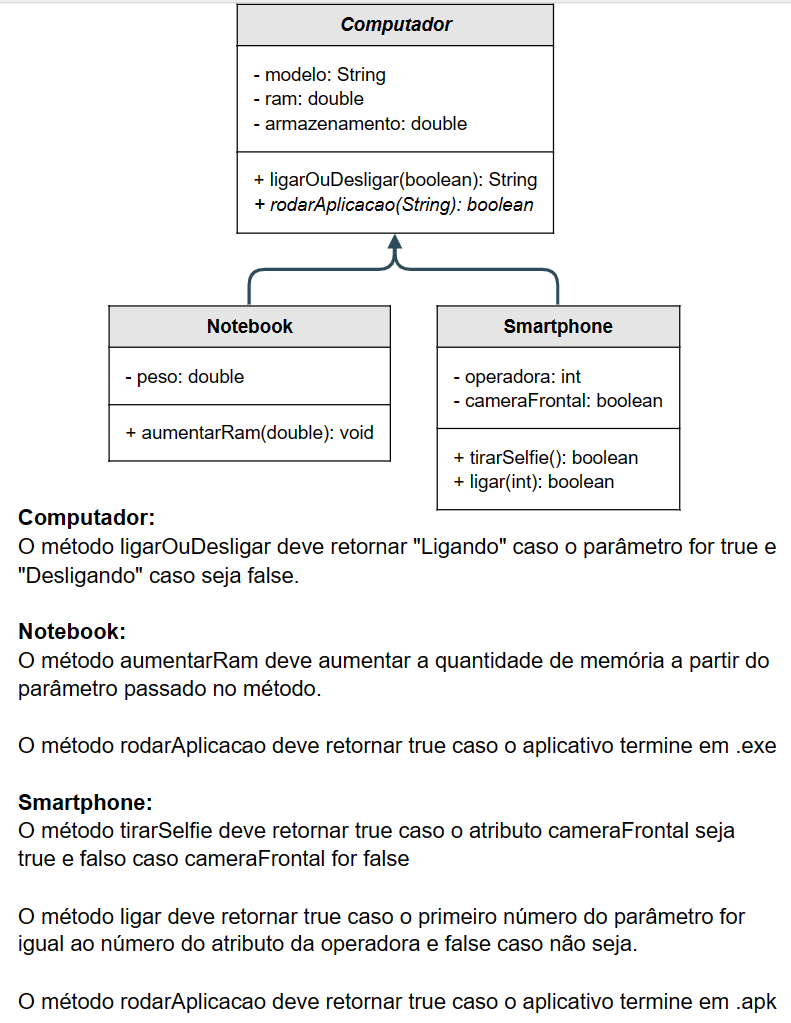 Computador
- modelo: String
- ram: double
- armazenamento: double
+ ligarOuDesligar(boolean): String
+ rodarAplicacao(String): boolean
Notebook
- peso: double
+ aumentarRam(double): void
Smartphone
- operadora: int
- cameraFrontal: boolean
+ tirarSelfie(): boolean
+ ligar(int): boolean
Computador:
O método ligarOuDesligar deve retornar "Ligando" caso o parâmetro for true e
"Desligando" caso seja false.
Notebook:
O método aumentarRam deve aumentar a quantidade de memória a partir do
parâmetro passado no método.
O método rodarAplicacao deve retornar true caso o aplicativo termine em .exe
Smartphone:
O método tirarSelfie deve retornar true caso o atributo cameraFrontal seja
true e falso caso cameraFrontal for false
O método ligar deve retornar true caso o primeiro número do parâmetro for
igual ao número do atributo da operadora e false caso não seja.
O método rodarAplicacao deve retornar true caso o aplicativo termine em .apk